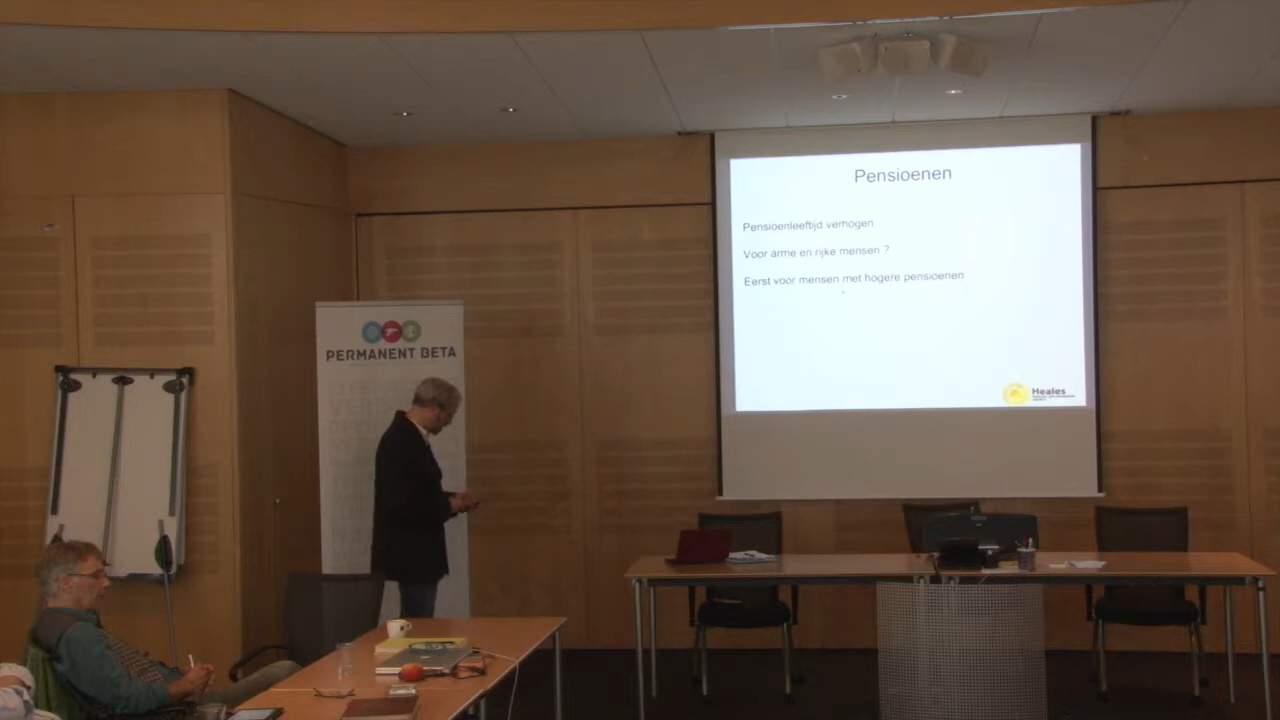 Pensioenen
Pensioenleeftijd verhogen
Voor arme en rijke mensen ?
Eerst voor mensen met hogere pensioenen
Heales
PERMANENT BETA